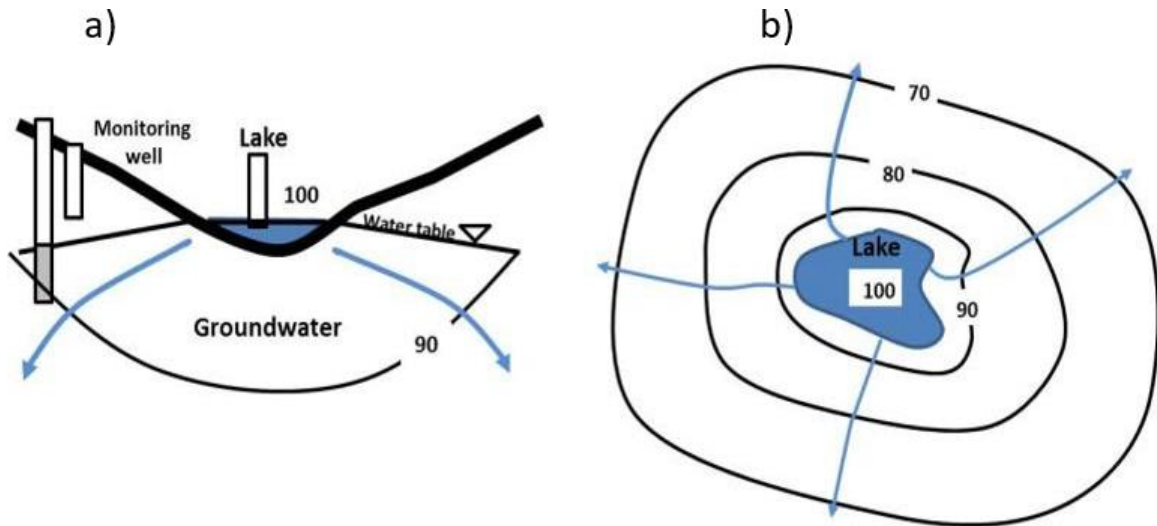 a)
Monitoring
well
Lake
100
Water table
Groundwater
90
b)
70
80
Lake
100
90